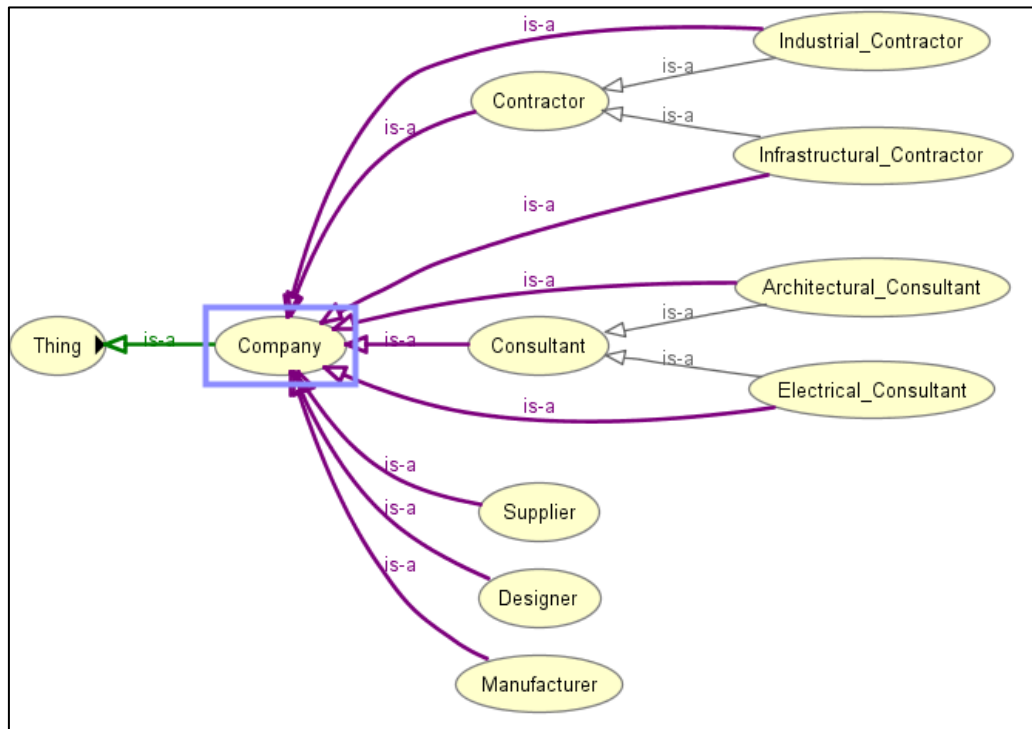 is-a
Industrial_Contractor
is-a
Contractor
is-a
is-a
Infrastructural_Contractor
is-a
is-a
Architectural_Consultant
is-a
Thing
is-a
Company
is-a
Consultant
is-a
Electrical_Consultant
is-a
is-a
Supplier
is-a
Designer
is-a
Manufacturer